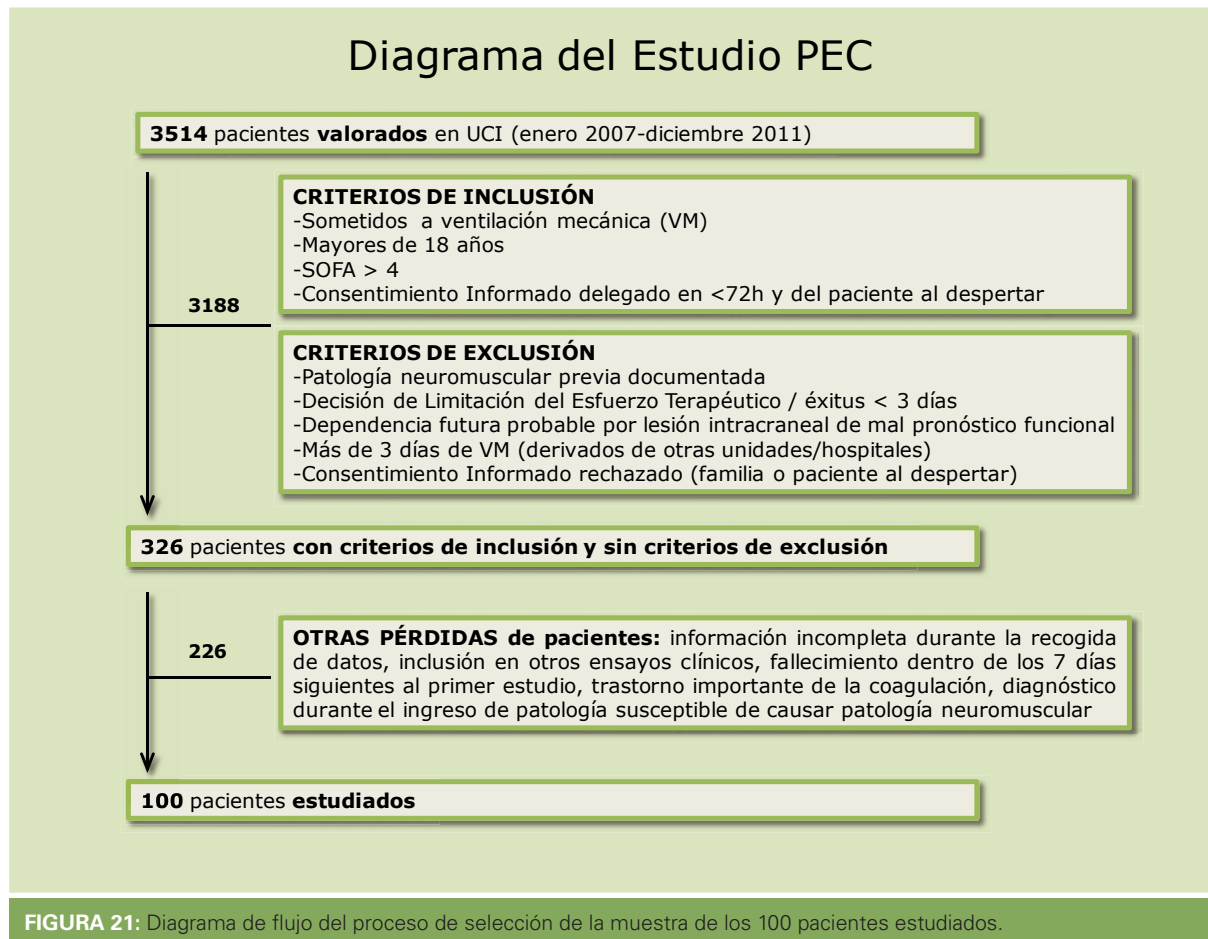 Diagrama del Estudio PEC
3514 pacientes valorados en UCI (enero 2007-diciembre 2011)
3188
CRITERIOS DE INCLUSIÓN
-Sometidos a ventilación mecánica (VM)
-Mayores de 18 años
-SOFA > 4
-Consentimiento Informado delegado en <72h y del paciente al despertar
CRITERIOS DE EXCLUSIÓN
-Patología neuromuscular previa documentada
-Decisión de Limitación del Esfuerzo Terapéutico / éxitus < 3 días
-Dependencia futura probable por lesión intracraneal de mal pronóstico funcional
-Más de 3 días de VM (derivados de otras unidades/hospitales)
-Consentimiento Informado rechazado (familia o paciente al despertar)
326 pacientes con criterios de inclusión y sin criterios de exclusión
226
OTRAS PÉRDIDAS de pacientes: información incompleta durante la recogida
de datos, inclusión en otros ensayos clínicos, fallecimiento dentro de los 7 días
siguientes al primer estudio, trastorno importante de la coagulación, diagnóstico
durante el ingreso de patología susceptible de causar patología neuromuscular
100 pacientes estudiados
FIGURA 21: Diagrama de flujo del proceso de selección de la muestra de los 100 pacientes estudiados.